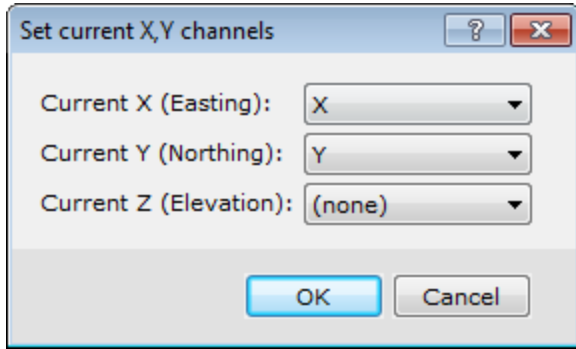 Set current X,Y channels
Current X (Easting): X
Current Y (Northing): Y
Current Z (Elevation): (none)
OK Cancel